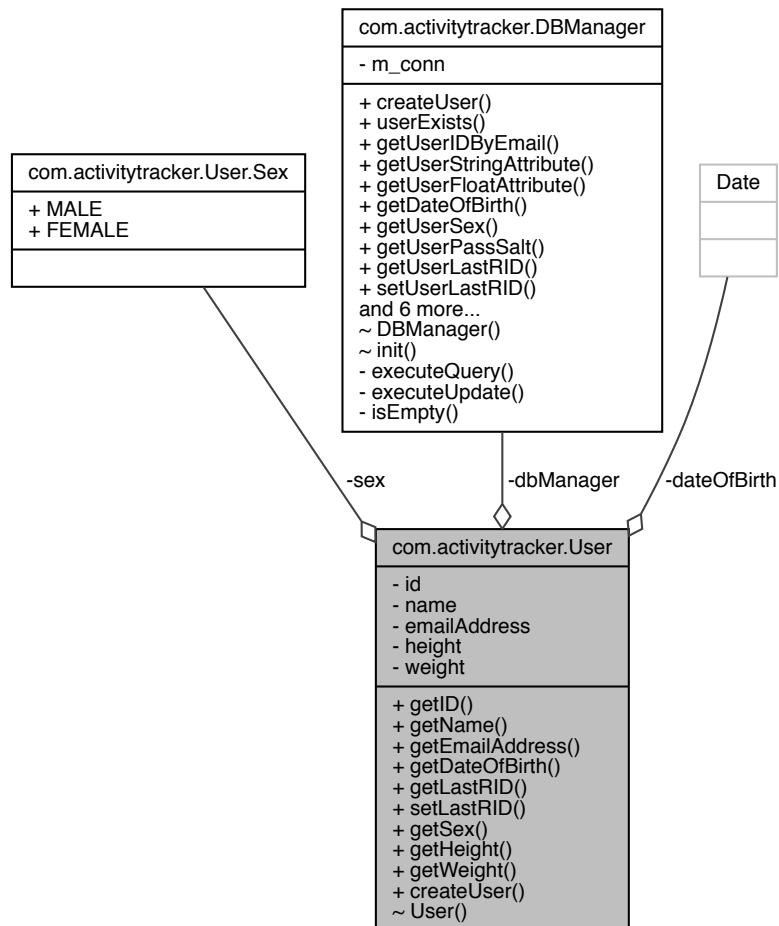 com.activitytracker.DBManager
- m_conn
+ createUser()
+ userExists()
+ getUserIDByEmail()
+ getUserStringAttribute()
+ getUserFloatAttribute()
+ getDateOfBirth()
+ getUserSex()
+ getUserPassSalt()
+ getUserLastRID()
+ setUserLastRID()
and 6 more...
~ DBManager()
~ init()
- executeQuery()
- executeUpdate()
- isEmpty()
com.activitytracker.User.Sex
+ MALE
+ FEMALE
Date
-sex
-dbManager
-dateOfBirth
com.activitytracker.User
- id
- name
- emailAddress
- height
- weight
+ getID()
+ getName()
+ getEmailAddress()
+ getDateOfBirth()
+ getLastRID()
+ setLastRID()
+ getSex()
+ getHeight()
+ getWeight()
+ createUser()
~ User()